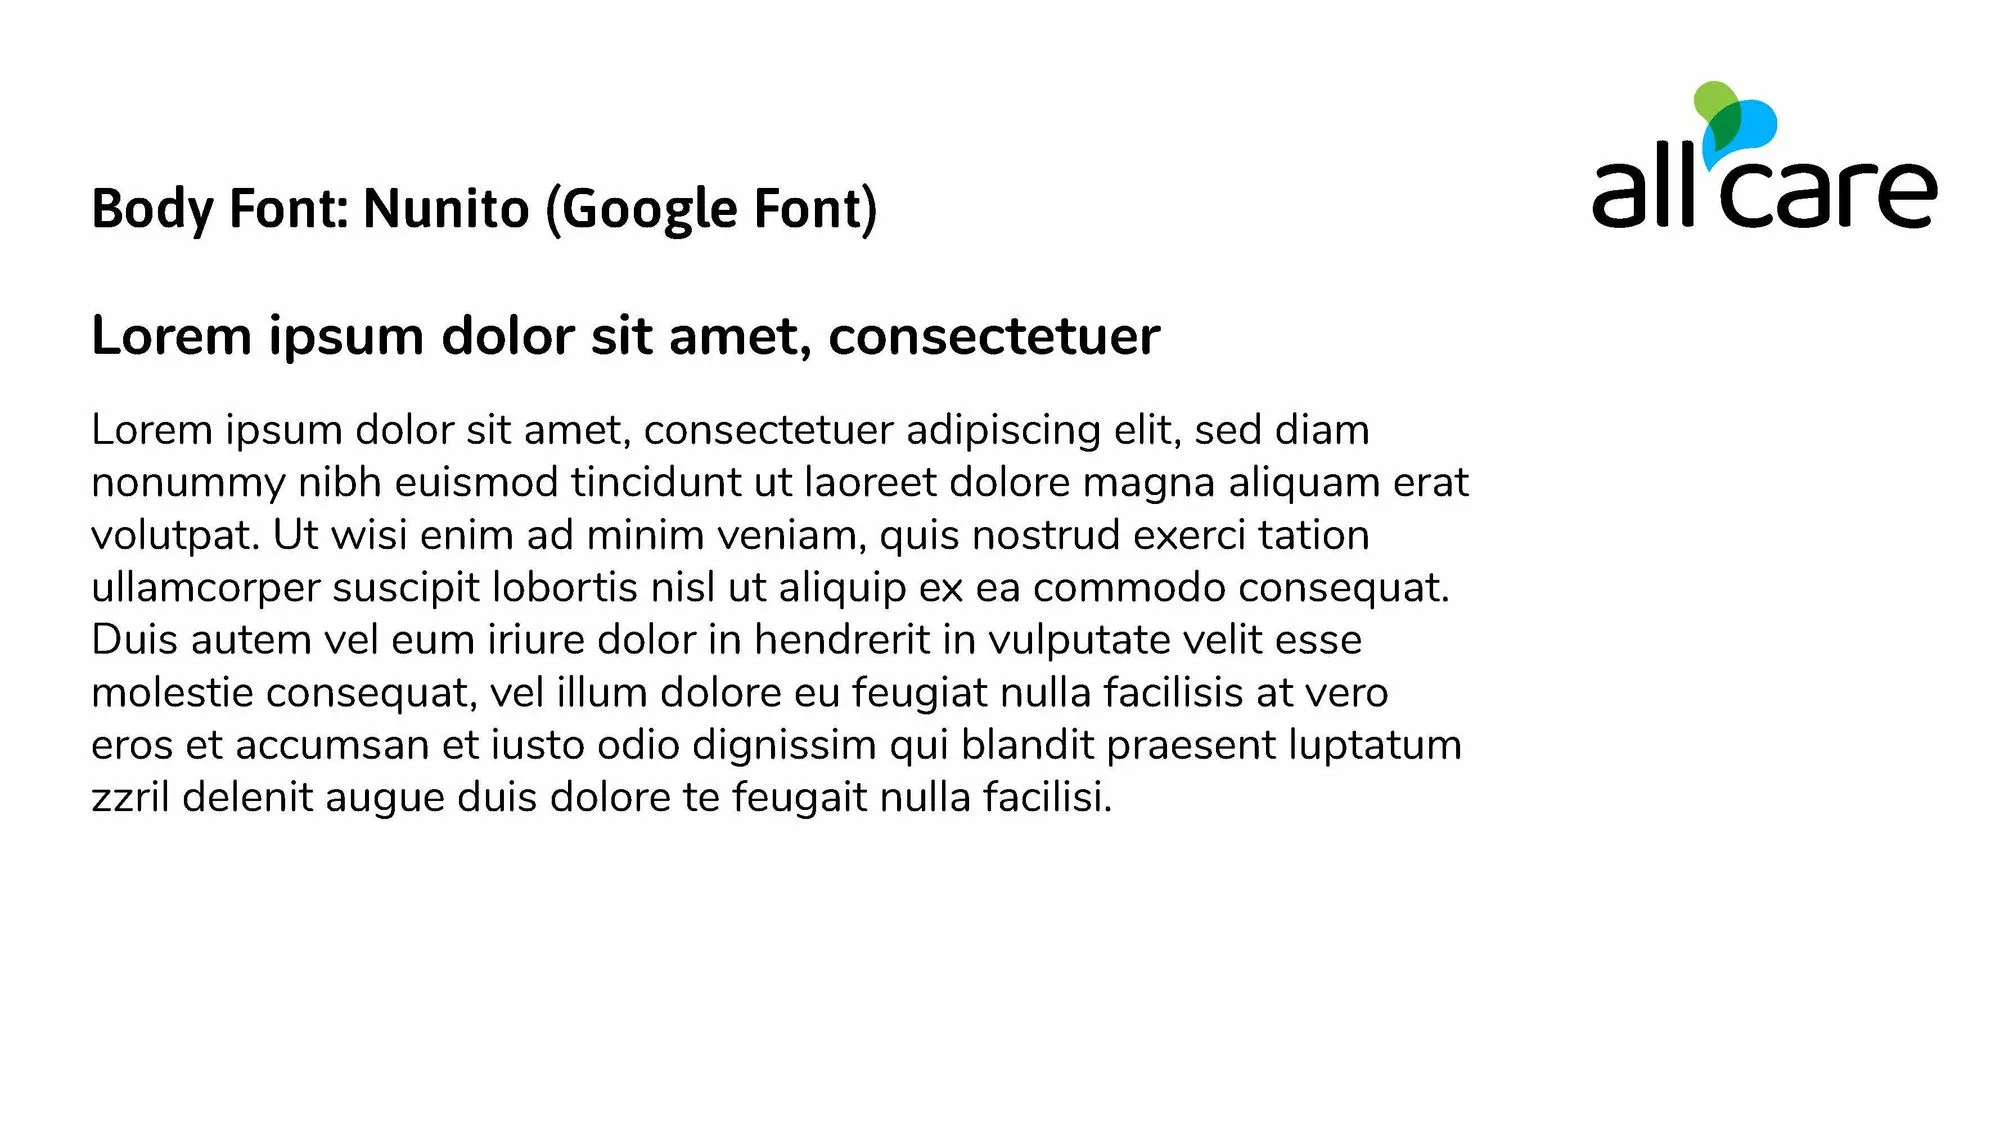 all care
Body Font: Nunito (Google Font)
Lorem ipsum dolor sit amet, consectetuer
Lorem ipsum dolor sit amet, consectetuer adipiscing elit, sed diam
nonummy nibh euismod tincidunt ut laoreet dolore magna aliquam erat
volutpat. Ut wisi enim ad minim veniam, quis nostrud exerci tation
ullamcorper suscipit lobortis nisl ut aliquip ex ea commodo consequat.
Duis autem vel eum iriure dolor in hendrerit in vulputate velit esse
molestie consequat, vel illum dolore eu feugiat nulla facilisis at vero
eros et accumsan et iusto odio dignissim qui blandit praesent luptatum
zzril delenit augue duis dolore te feugait nulla facilisi.